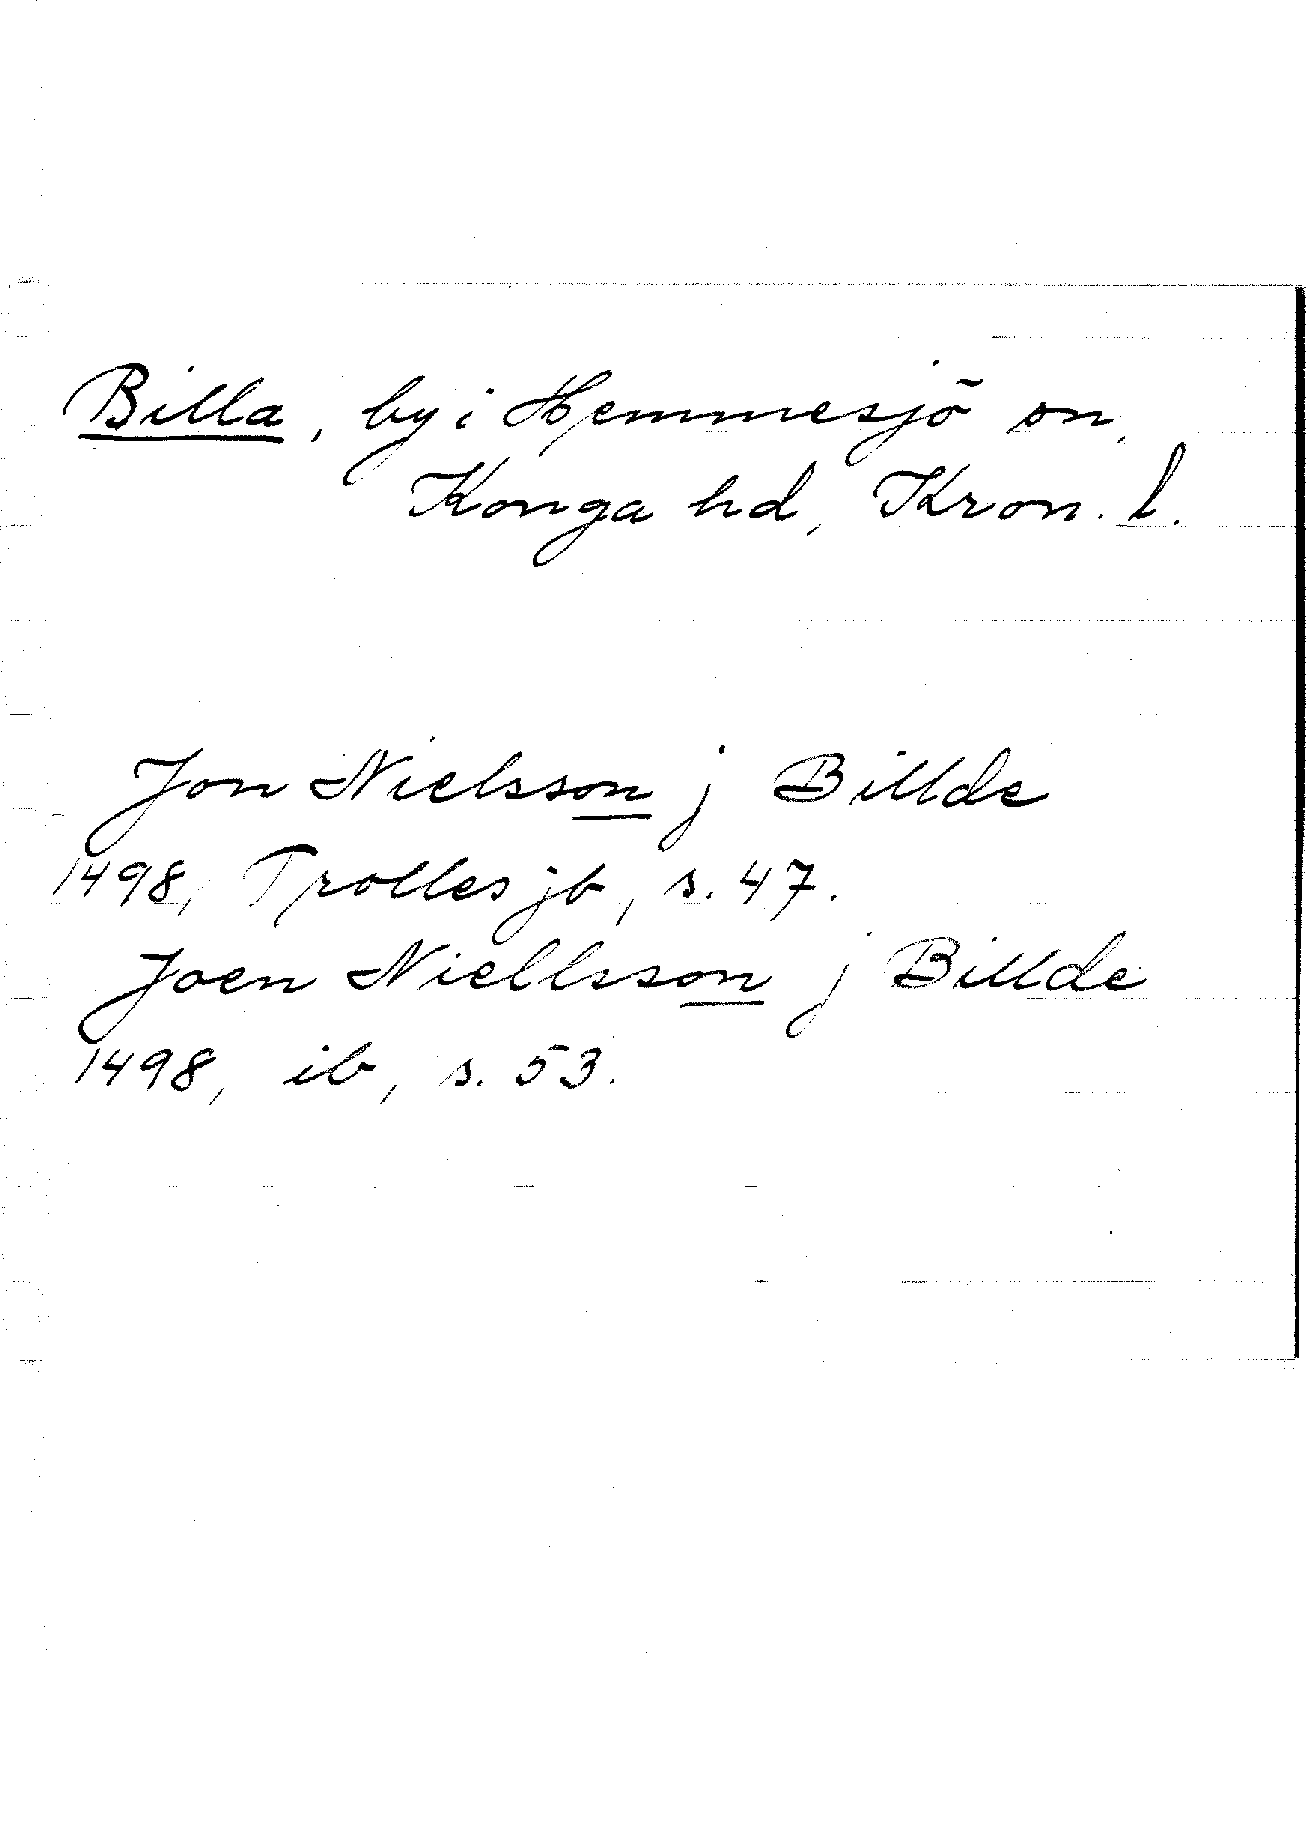 Billa, by i Hemmesjö sn,
Konga hd, Kron. l.
Jon Nielsson j Billde
1498, Trolles jb, s. 47.
Joen Niellsson j Billde
1498, ib, s. 53.